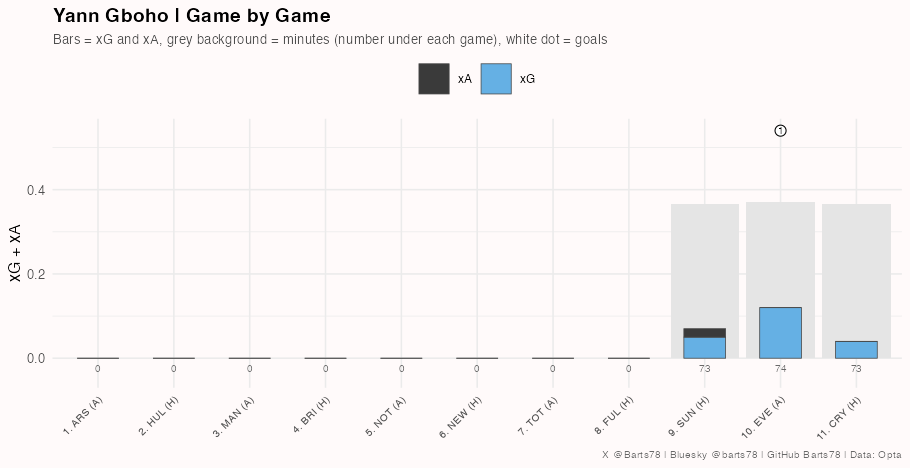 Yann Gboho | Game by Game
Bars = xG and xA, grey background = minutes (number under each game), white dot = goals
xA xG
1
xG + xA
0.4
0.2
0.0
0 0 0 0 0 0 0 0 73 74 73
1. ARS (A) 2. HUL (H) 3. MAN (A) 4. BRI (H) 5. NOT (A) 6. NEW (H) 7. TOT (A) 8. FUL (H) 9. SUN (H) 10. EVE (A) 11. CRY (H)
X @Barts78 | Bluesky @barts78 | GitHub Barts78 | Data: Opta